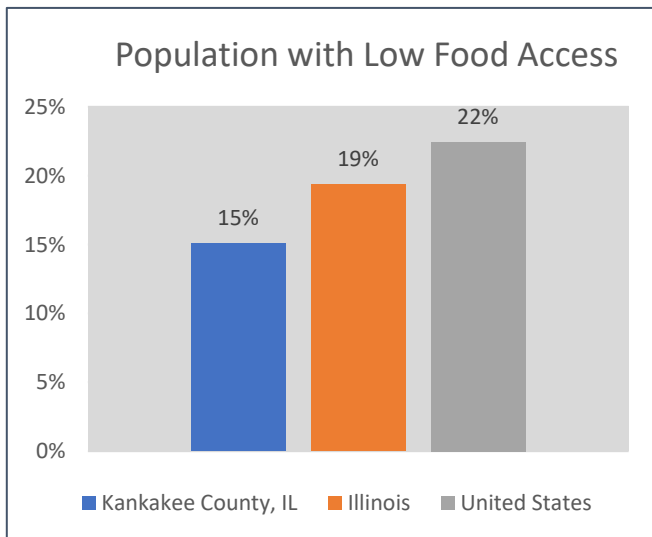 Population with Low Food Access
25%
20%
15%
10%
5%
0%
15%
19%
22%
Kankakee County, IL
Illinois
United States